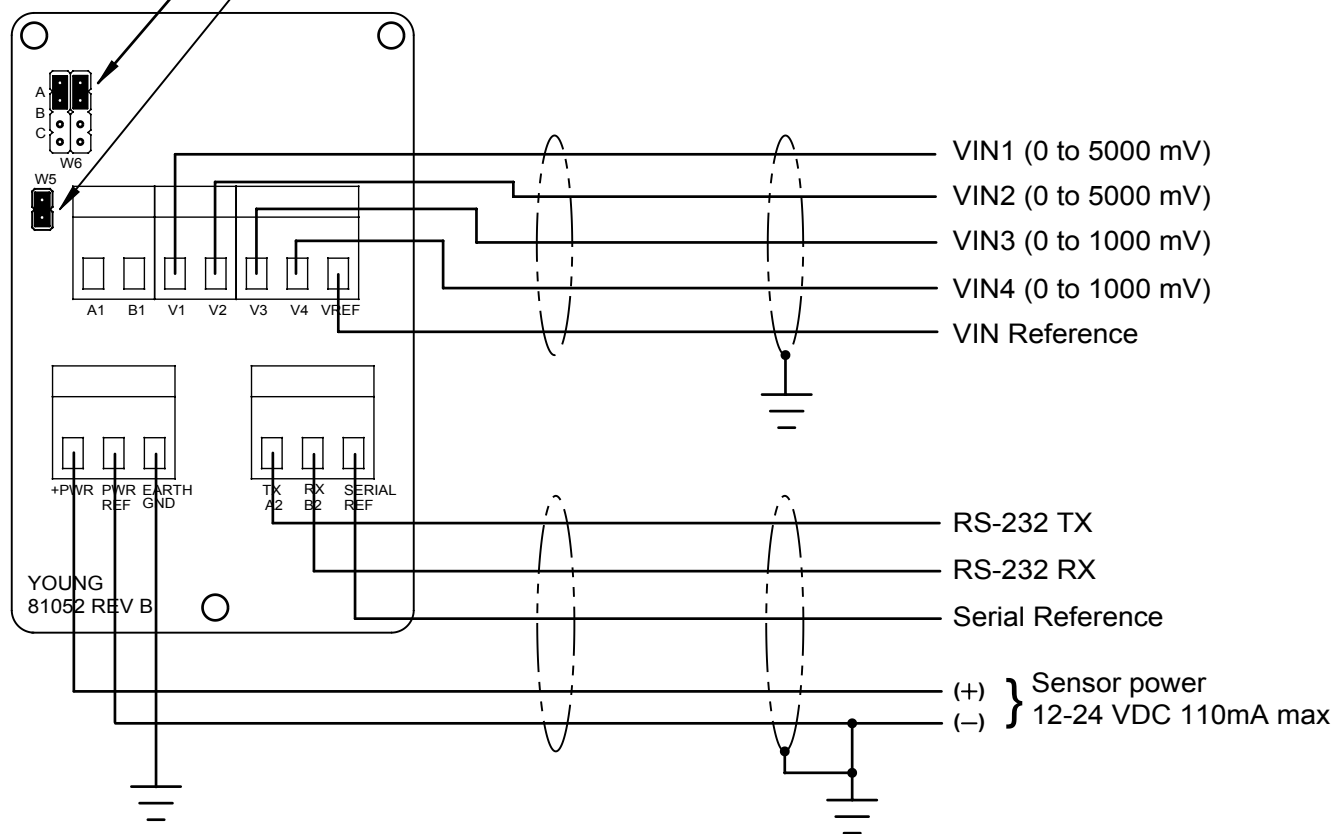 A
B
C
W6
W5
A1 B1 V1 V2 V3 V4 VREF
VIN1 (0 to 5000 mV)
VIN2 (0 to 5000 mV)
VIN3 (0 to 1000 mV)
VIN4 (0 to 1000 mV)
VIN Reference
+PWR PWR EARTH
REF GND
TX RX SERIAL
A2 B2 REF
RS-232 TX
RS-232 RX
Serial Reference
YOUNG
81052 REV B
(+)
(–)
} Sensor power
12-24 VDC 110mA max